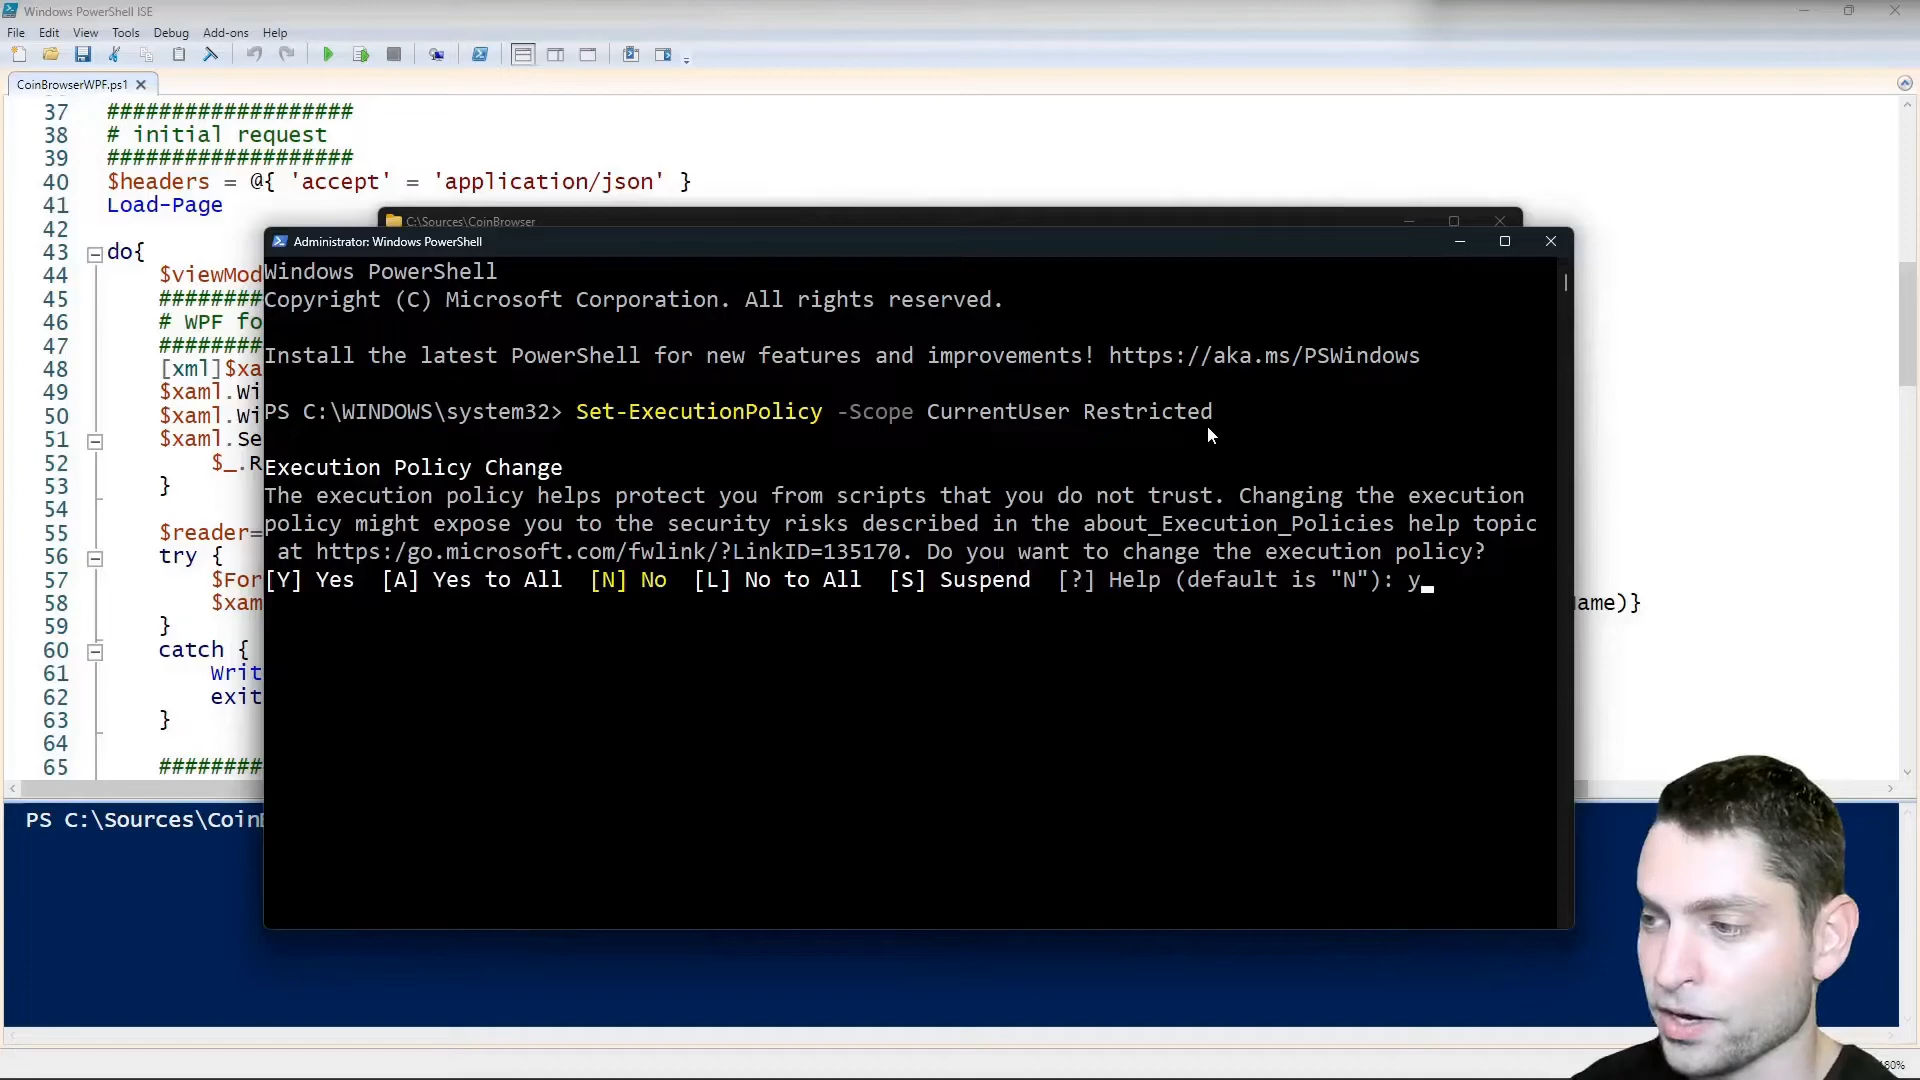 Windows PowerShell ISE
File Edit View Tools Debug Add-ons Help
CoinBrowserWPF.ps1
37 ###################
38 # initial request
39 ###################
40 $headers = @{ 'accept' = 'application/json' }
41 Load-Page
42
43 do{
44 $viewMod
45 ########
46 # WPF fo
47 ########
48 [xml]$xa
49 $xaml.Wi
50 $xaml.Wi
51 $xaml.Se
52 $_.R
53 }
54
55 $reader=
56 try {
57 $For
58 $xam ame)}
59 }
60 catch {
61 Writ
62 exit
63 }
64
65 ########
C:\Sources\CoinBrowser
Administrator: Windows PowerShell
Windows PowerShell
Copyright (C) Microsoft Corporation. All rights reserved.
Install the latest PowerShell for new features and improvements! https://aka.ms/PSWindows
PS C:\WINDOWS\system32> Set-ExecutionPolicy -Scope CurrentUser Restricted
Execution Policy Change
The execution policy helps protect you from scripts that you do not trust. Changing the execution
policy might expose you to the security risks described in the about_Execution_Policies help topic
at https:/go.microsoft.com/fwlink/?LinkID=135170. Do you want to change the execution policy?
[Y] Yes [A] Yes to All [N] No [L] No to All [S] Suspend [?] Help (default is "N"): y
PS C:\Sources\Coin